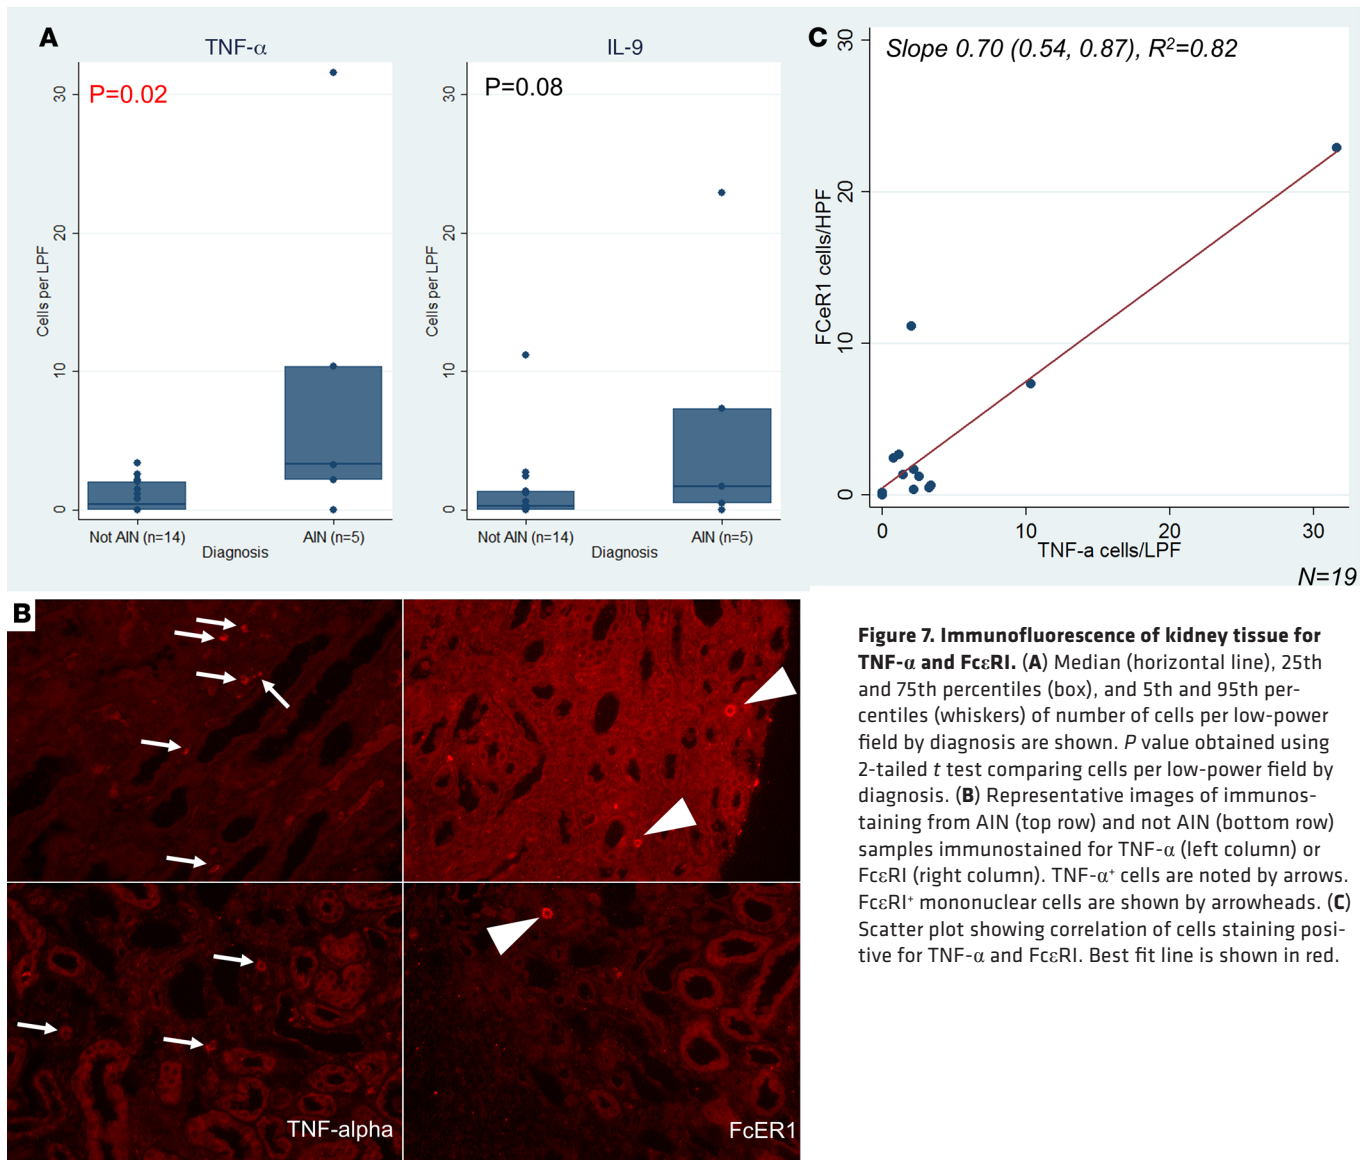 A
TNF-α
P=0.02
30
20
10
0
Cells per LPF
Not AIN (n=14)
AIN (n=5)
Diagnosis
IL-9
P=0.08
30
20
10
0
Cells per LPF
Not AIN (n=14)
AIN (n=5)
Diagnosis
C
Slope 0.70 (0.54, 0.87), R²=0.82
30
20
10
0
FCeR1 cells/HPF
0
10
20
30
TNF-a cells/LPF
N=19
B
TNF-alpha
FcER1
Figure 7. Immunofluorescence of kidney tissue for
TNF-α and FcεRI. (A) Median (horizontal line), 25th
and 75th percentiles (box), and 5th and 95th per-
centiles (whiskers) of number of cells per low-power
field by diagnosis are shown. P value obtained using
2-tailed t test comparing cells per low-power field by
diagnosis. (B) Representative images of immunos-
taining from AIN (top row) and not AIN (bottom row)
samples immunostained for TNF-α (left column) or
FcεRI (right column). TNF-α⁺ cells are noted by arrows.
FcεRI⁺ mononuclear cells are shown by arrowheads. (C)
Scatter plot showing correlation of cells staining posi-
tive for TNF-α and FcεRI. Best fit line is shown in red.